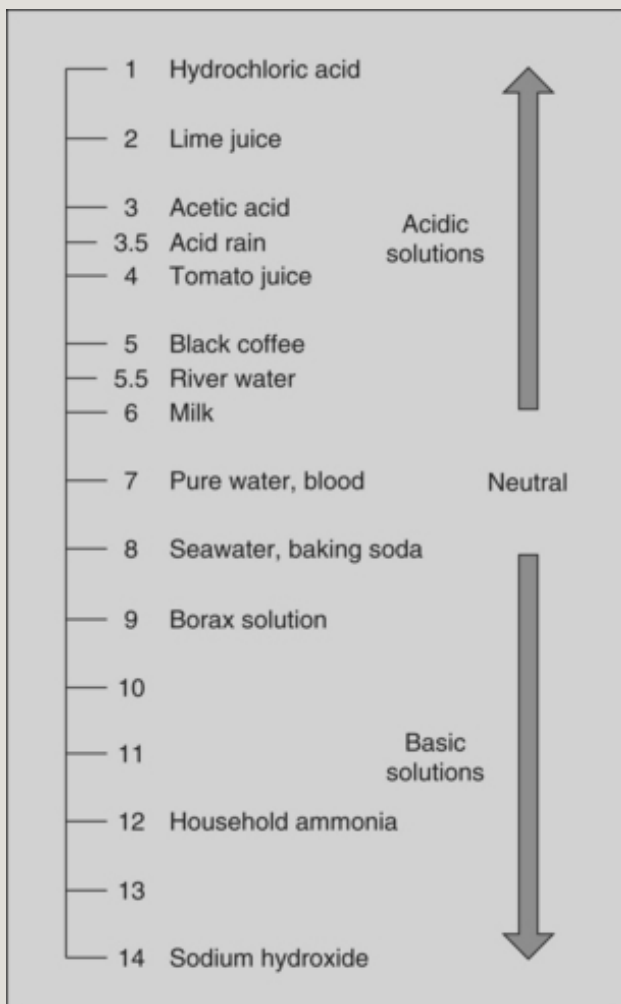 1 Hydrochloric acid
2 Lime juice
3 Acetic acid
3.5 Acid rain
4 Tomato juice
5 Black coffee
5.5 River water
6 Milk
7 Pure water, blood
8 Seawater, baking soda
9 Borax solution
10
11
12 Household ammonia
13
14 Sodium hydroxide
Acidic
solutions
Neutral
Basic
solutions